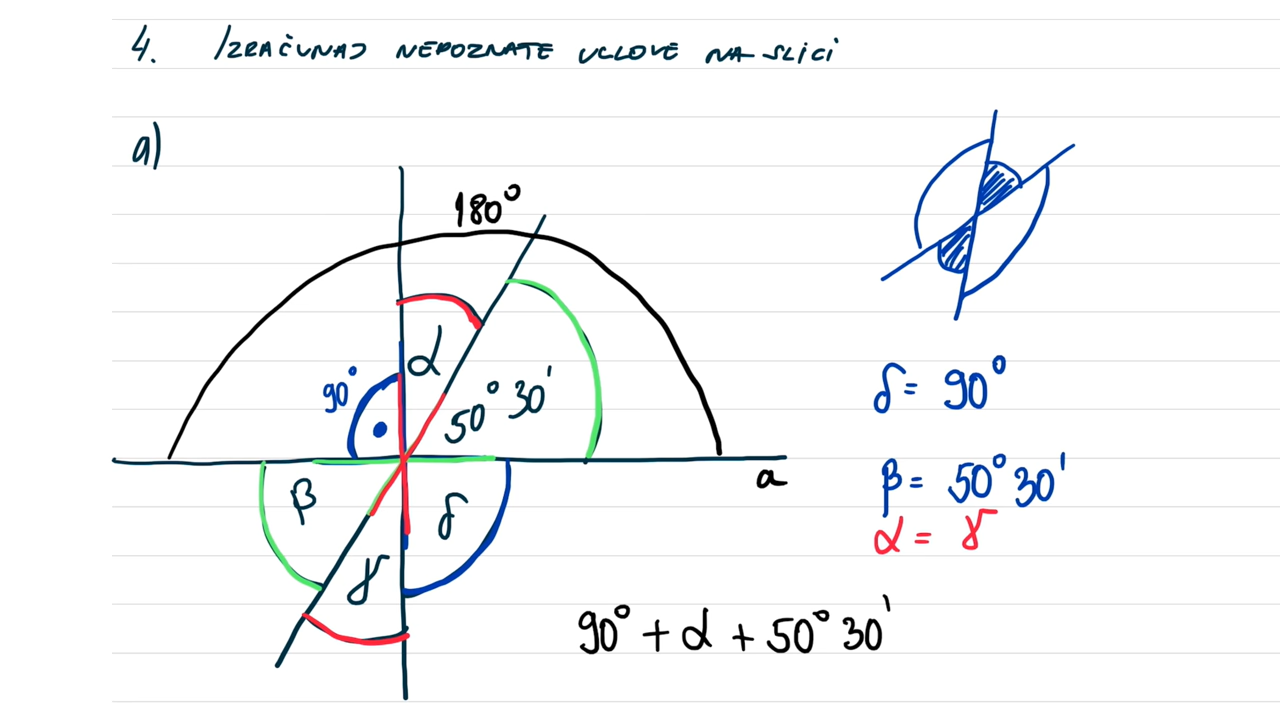 4. IZRAČUNAJ NEPOZNATE UGLOVE NA SLICI
a)
180°
α
90°
50° 30'
a
β
δ
γ
δ = 90°
β = 50° 30'
α = γ
90° + α + 50° 30'